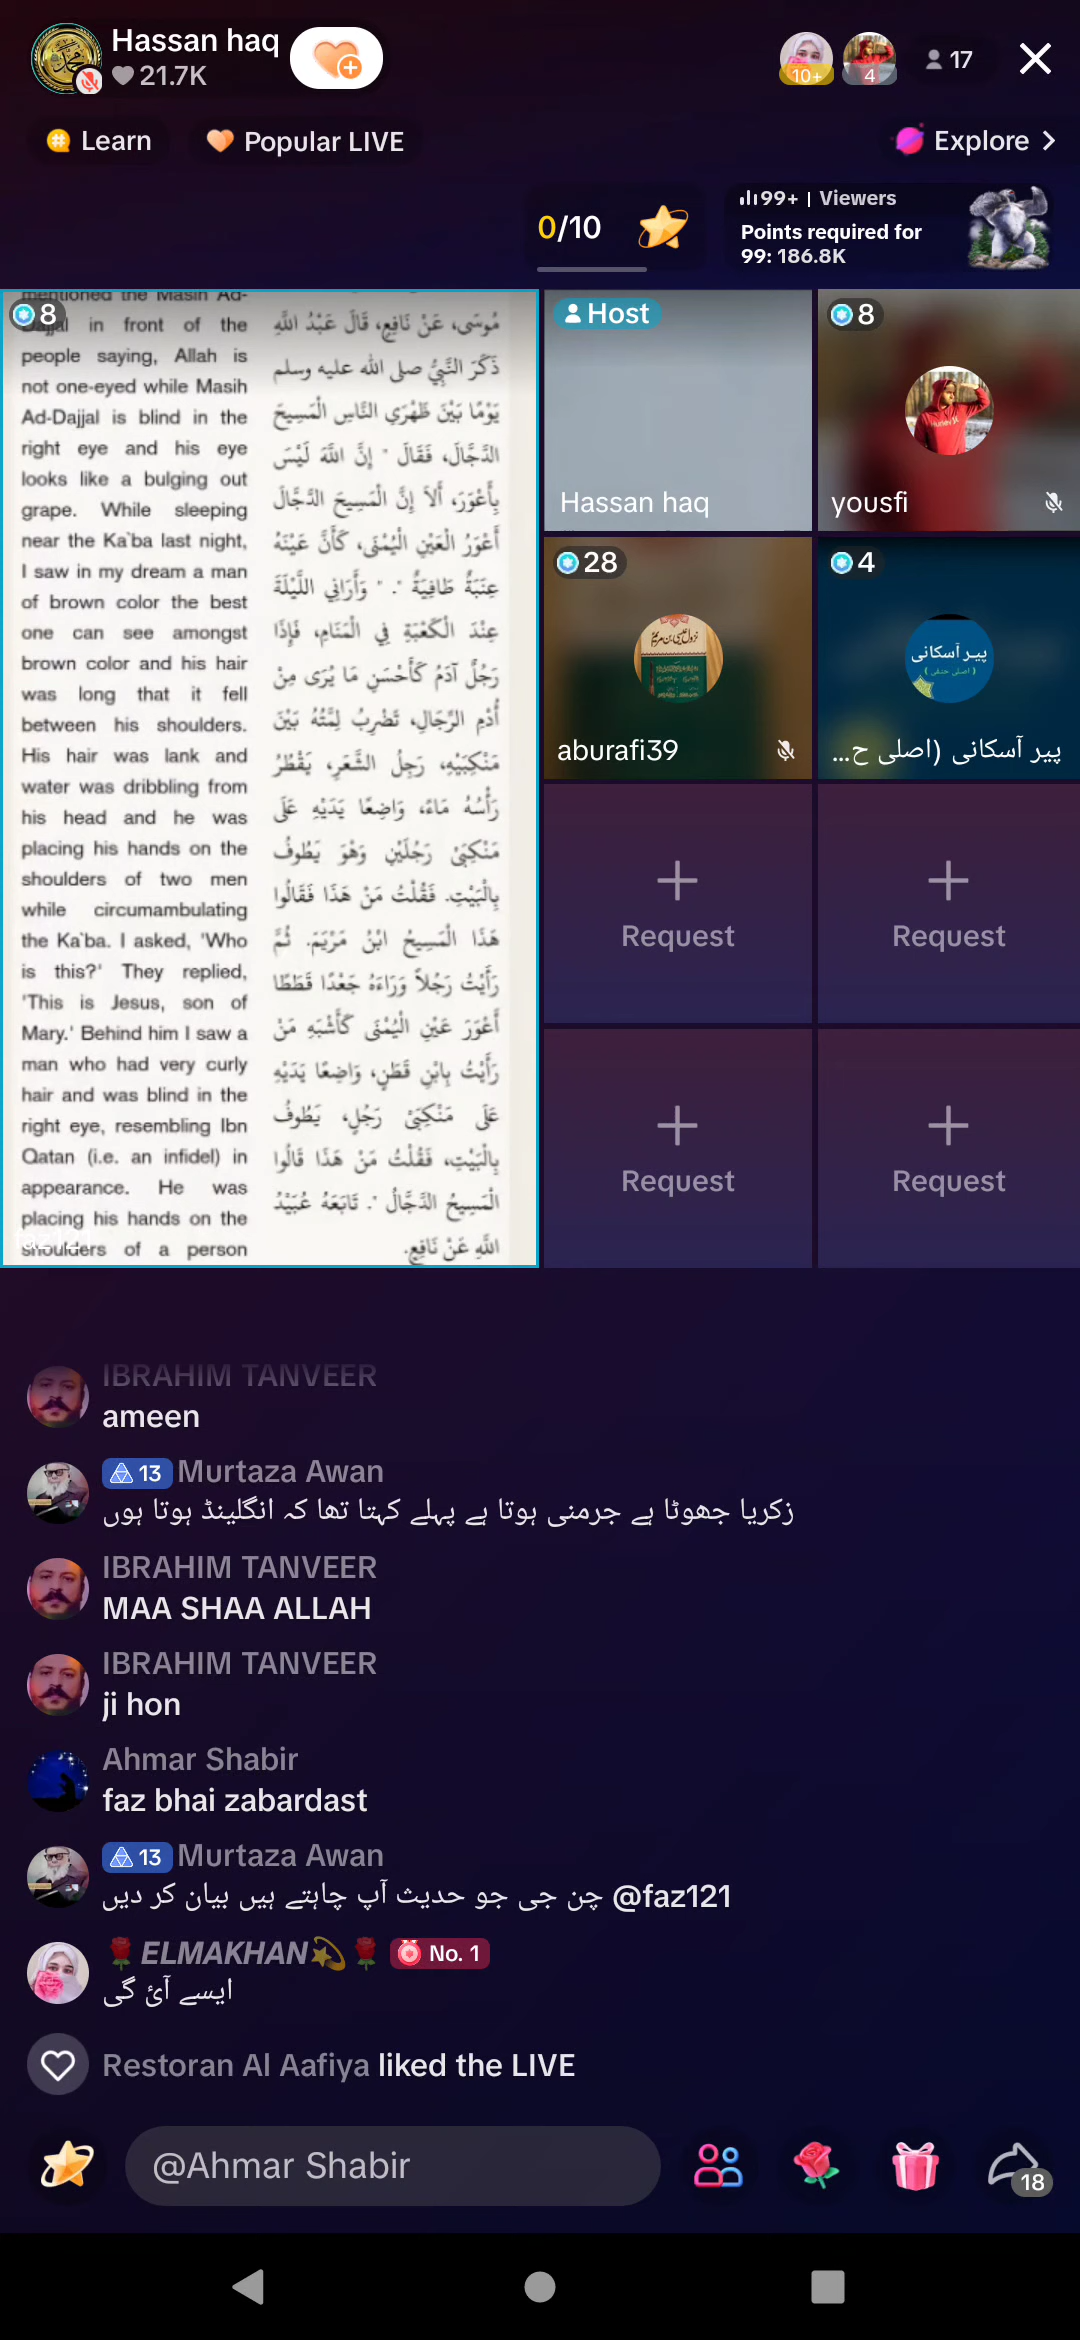 Hassan haq
21.7K
10+
4
17
Learn
Popular LIVE
Explore
0/10
99+ | Viewers
Points required for
99: 186.8K
8
mentioned the Masih Ad-
Dajjal in front of the
people saying, Allah is
not one-eyed while Masih
Ad-Dajjal is blind in the
right eye and his eye
looks like a bulging out
grape. While sleeping
near the Ka`ba last night,
I saw in my dream a man
of brown color the best
one can see amongst
brown color and his hair
was long that it fell
between his shoulders.
His hair was lank and
water was dribbling from
his head and he was
placing his hands on the
shoulders of two men
while circumambulating
the Ka`ba. I asked, 'Who
is this?' They replied,
'This is Jesus, son of
Mary.' Behind him I saw a
man who had very curly
hair and was blind in the
right eye, resembling Ibn
Qatan (i.e. an infidel) in
appearance. He was
placing his hands on the
shoulders of a person
faz121
مُوسَى، عَنْ نَافِعٍ، قَالَ عَبْدُ اللَّهِ
ذَكَرَ النَّبِيُّ صلى الله عليه وسلم
يَوْمًا بَيْنَ ظَهْرَيِ النَّاسِ الْمَسِيحَ
الدَّجَّالَ، فَقَالَ " إِنَّ اللَّهَ لَيْسَ
بِأَعْوَرَ، أَلاَ إِنَّ الْمَسِيحَ الدَّجَّالَ
أَعْوَرُ الْعَيْنِ الْيُمْنَى، كَأَنَّ عَيْنَهُ
عِنَبَةٌ طَافِيَةٌ ". " وَأَرَانِي اللَّيْلَةَ
عِنْدَ الْكَعْبَةِ فِي الْمَنَامِ، فَإِذَا
رَجُلٌ آدَمُ كَأَحْسَنِ مَا يُرَى مِنْ
أُدْمِ الرِّجَالِ، تَضْرِبُ لِمَّتُهُ بَيْنَ
مَنْكِبَيْهِ، رَجِلُ الشَّعَرِ، يَقْطُرُ
رَأْسُهُ مَاءً، وَاضِعًا يَدَيْهِ عَلَى
مَنْكِبَىْ رَجُلَيْنِ وَهْوَ يَطُوفُ
بِالْبَيْتِ. فَقُلْتُ مَنْ هَذَا فَقَالُوا
هَذَا الْمَسِيحُ ابْنُ مَرْيَمَ. ثُمَّ
رَأَيْتُ رَجُلاً وَرَاءَهُ جَعْدًا قَطَطًا
أَعْوَرَ عَيْنِ الْيُمْنَى كَأَشْبَهِ مَنْ
رَأَيْتُ بِابْنِ قَطَنٍ، وَاضِعًا يَدَيْهِ
عَلَى مَنْكِبَىْ رَجُلٍ، يَطُوفُ
بِالْبَيْتِ، فَقُلْتُ مَنْ هَذَا قَالُوا
الْمَسِيحُ الدَّجَّالُ ". تَابَعَهُ عُبَيْدُ
اللَّهِ عَنْ نَافِعٍ.
Host
Hassan haq
8
yousfi
28
aburafi39
4
پیر آسکانی
( اصلی حنفی )
پیر آسکانی (اصلی ح...
Request
Request
Request
Request
IBRAHIM TANVEER
ameen
13 Murtaza Awan
زکریا جھوٹا ہے جرمنی ہوتا ہے پہلے کہتا تھا کہ انگلینڈ ہوتا ہوں
IBRAHIM TANVEER
MAA SHAA ALLAH
IBRAHIM TANVEER
ji hon
Ahmar Shabir
faz bhai zabardast
13 Murtaza Awan
@faz121 چن جی جو حدیث آپ چاہتے ہیں بیان کر دیں
🌹ELMAKHAN💫🌹 No. 1
ایسے آئ گی
Restoran Al Aafiya liked the LIVE
@Ahmar Shabir
18